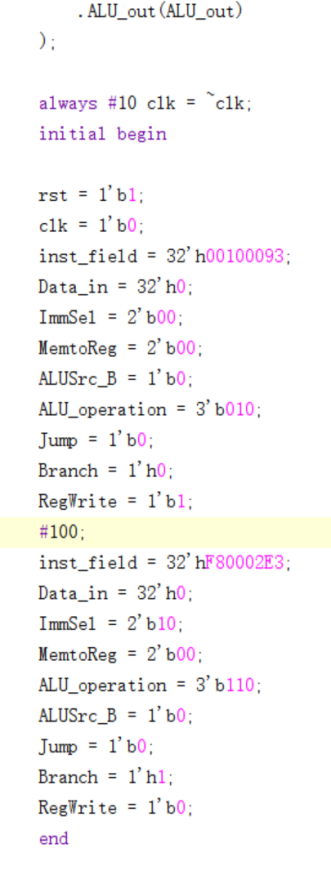 .ALU_out(ALU_out)
);
always #10 clk = ~clk;
initial begin
rst = 1'b1;
clk = 1'b0;
inst_field = 32'h00100093;
Data_in = 32'h0;
ImmSel = 2'b00;
MemtoReg = 2'b00;
ALUSrc_B = 1'b0;
ALU_operation = 3'b010;
Jump = 1'b0;
Branch = 1'h0;
RegWrite = 1'b1;
#100;
inst_field = 32'hF80002E3;
Data_in = 32'h0;
ImmSel = 2'b10;
MemtoReg = 2'b00;
ALU_operation = 3'b110;
ALUSrc_B = 1'b0;
Jump = 1'b0;
Branch = 1'h1;
RegWrite = 1'b0;
end